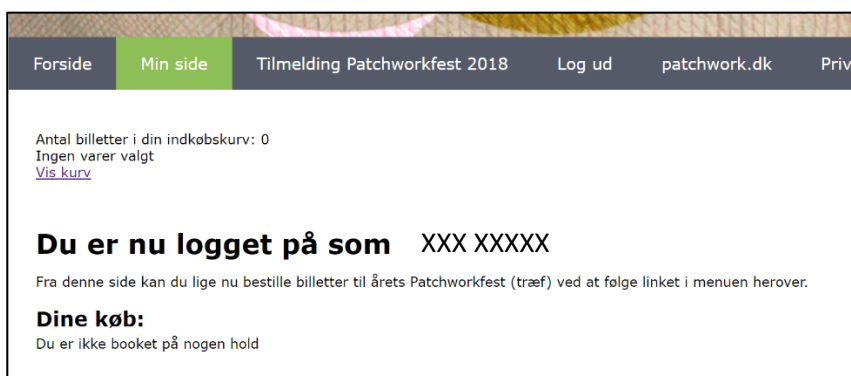 Forside Min side Tilmelding Patchworkfest 2018 Log ud patchwork.dk Priv
Antal billetter i din indkøbskurv: 0
Ingen varer valgt
Vis kurv
Du er nu logget på som XXX XXXXX
Fra denne side kan du lige nu bestille billetter til årets Patchworkfest (træf) ved at følge linket i menuen herover.
Dine køb:
Du er ikke booket på nogen hold